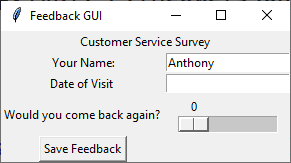 Feedback GUI
Customer Service Survey
Your Name: Anthony
Date of Visit
Would you come back again? 0
Save Feedback